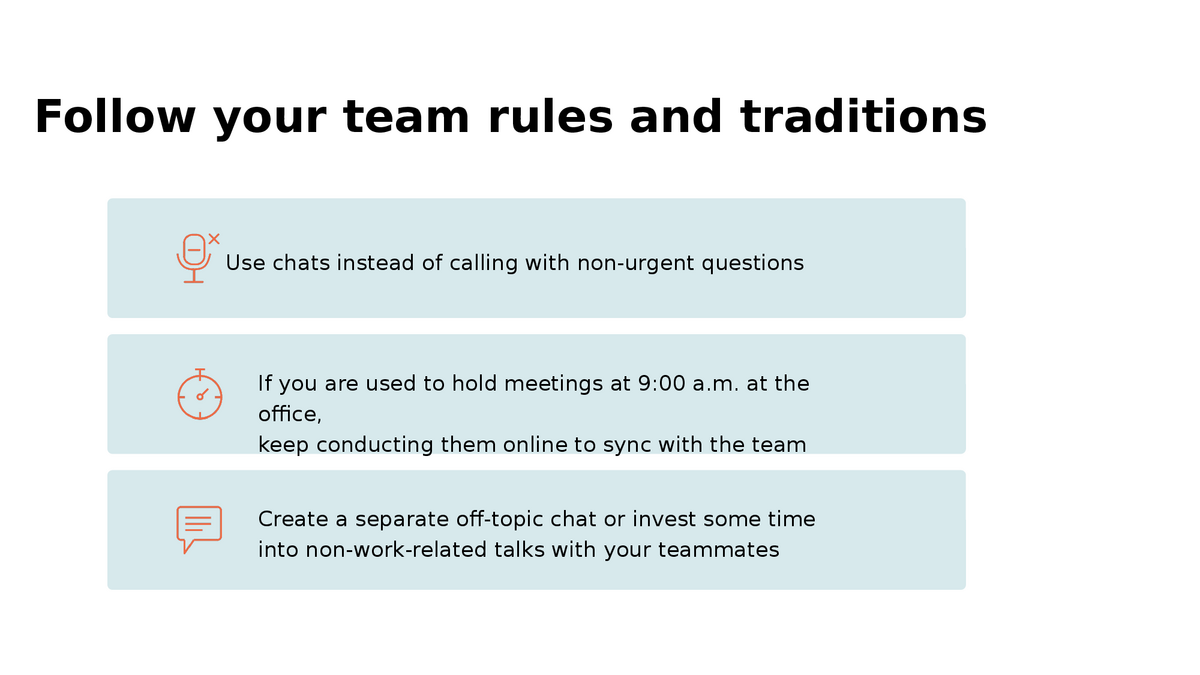 Follow your team rules and traditions
Use chats instead of calling with non-urgent questions
If you are used to hold meetings at 9:00 a.m. at the
office,
keep conducting them online to sync with the team
Create a separate off-topic chat or invest some time
into non-work-related talks with your teammates